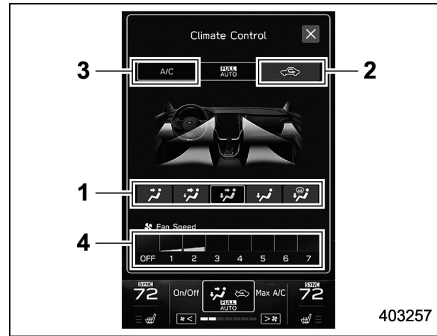 Climate Control
3 A/C FULL AUTO 2
1
Fan Speed
4
OFF 1 2 3 4 5 6 7
SYNC SYNC
72 On/Off FULL AUTO Max A/C 72
< >
403257